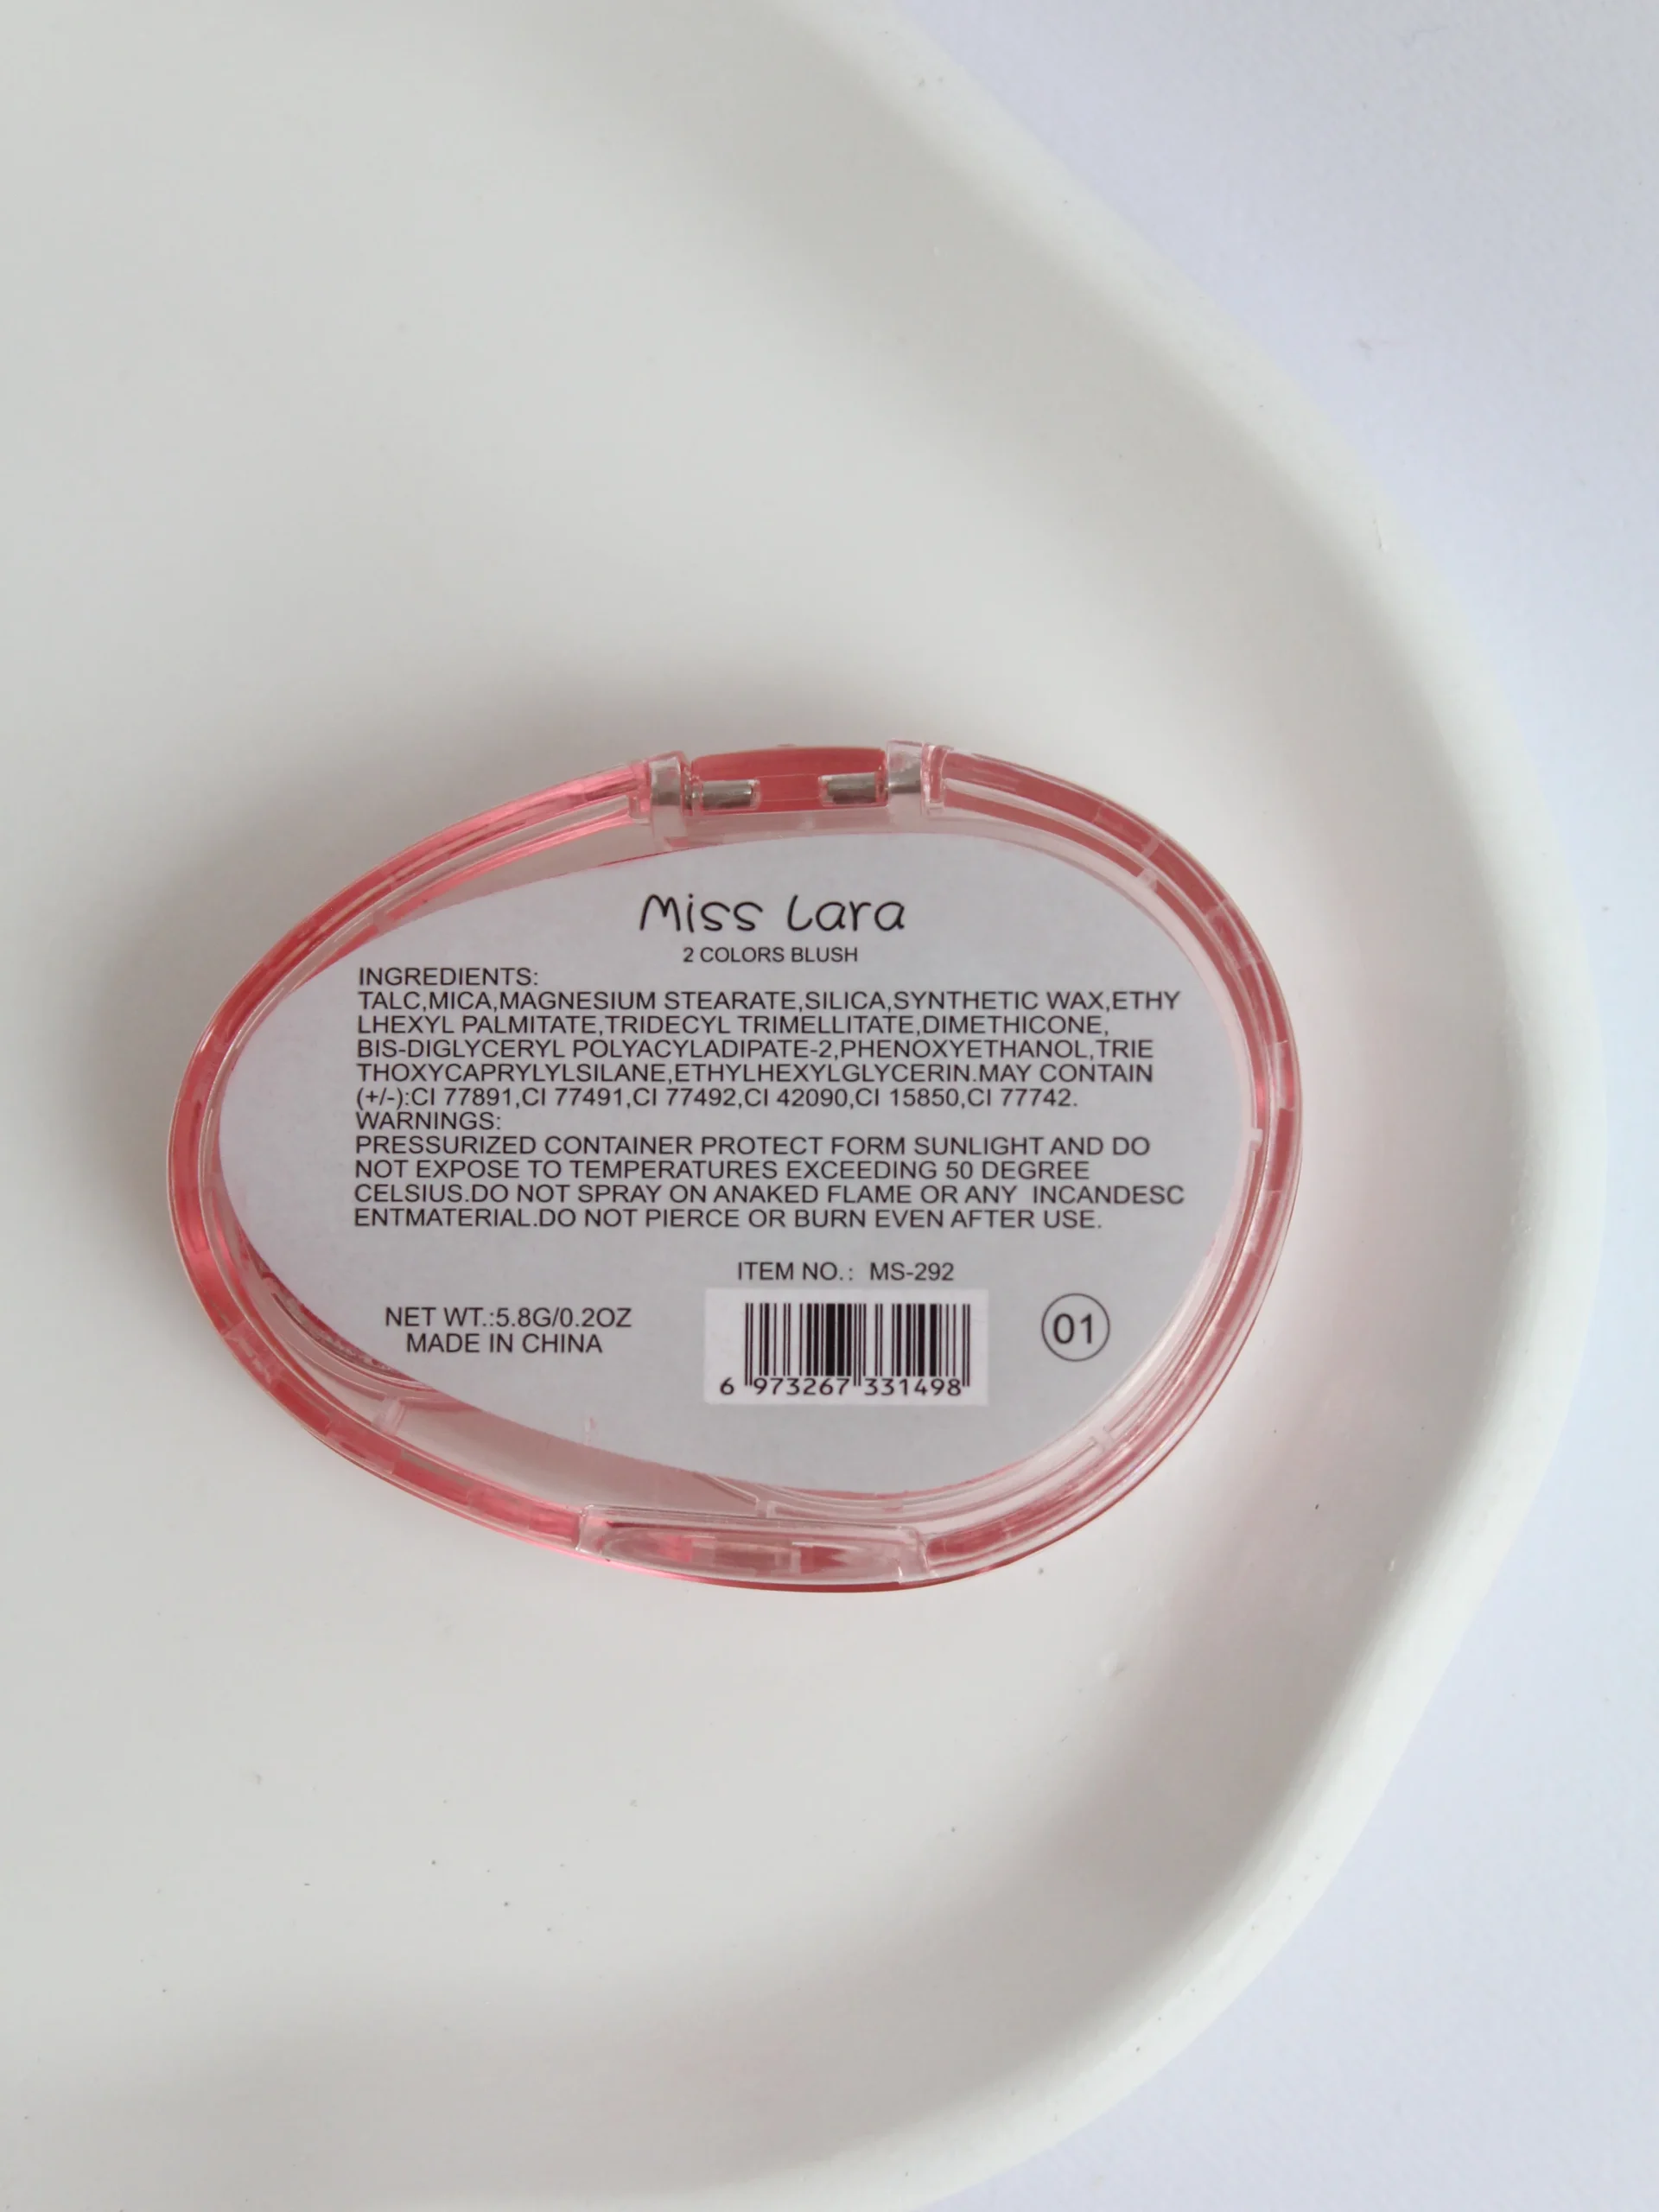 Miss Lara
2 COLORS BLUSH
INGREDIENTS:
TALC,MICA,MAGNESIUM STEARATE,SILICA,SYNTHETIC WAX,ETHY
LHEXYL PALMITATE,TRIDECYL TRIMELLITATE,DIMETHICONE,
BIS-DIGLYCERYL POLYACYLADIPATE-2,PHENOXYETHANOL,TRIE
THOXYCAPRYLYLSILANE,ETHYLHEXYLGLYCERIN.MAY CONTAIN
(+/-):CI 77891,CI 77491,CI 77492,CI 42090,CI 15850,CI 77742.
WARNINGS:
PRESSURIZED CONTAINER PROTECT FORM SUNLIGHT AND DO
NOT EXPOSE TO TEMPERATURES EXCEEDING 50 DEGREE
CELSIUS.DO NOT SPRAY ON ANAKED FLAME OR ANY INCANDESC
ENTMATERIAL.DO NOT PIERCE OR BURN EVEN AFTER USE.
ITEM NO.: MS-292
NET WT.:5.8G/0.2OZ
MADE IN CHINA
6 973267 331498
01